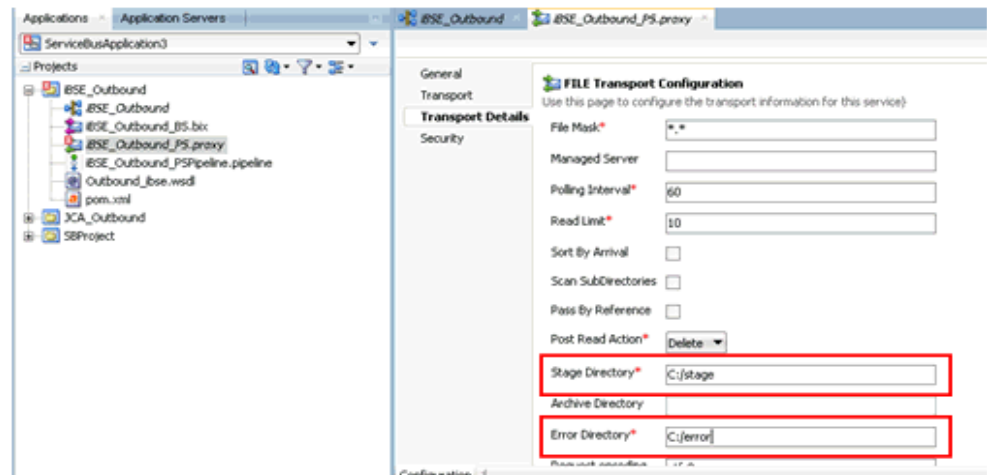 Applications
Application Servers
ServiceBusApplication3
Projects
iBSE_Outbound
iBSE_Outbound
iBSE_Outbound_BS.bix
iBSE_Outbound_PS.proxy
iBSE_Outbound_PSPipeline.pipeline
Outbound_ibse.wsdl
pom.xml
JCA_Outbound
SBProject
iBSE_Outbound
iBSE_Outbound_PS.proxy
General
Transport
Transport Details
Security
FILE Transport Configuration
Use this page to configure the transport information for this service}
File Mask* *.*
Managed Server
Polling Interval* 60
Read Limit* 10
Sort By Arrival
Scan SubDirectories
Pass By Reference
Post Read Action* Delete
Stage Directory* C:/stage
Archive Directory
Error Directory* C:/error
Request encoding
Configuration